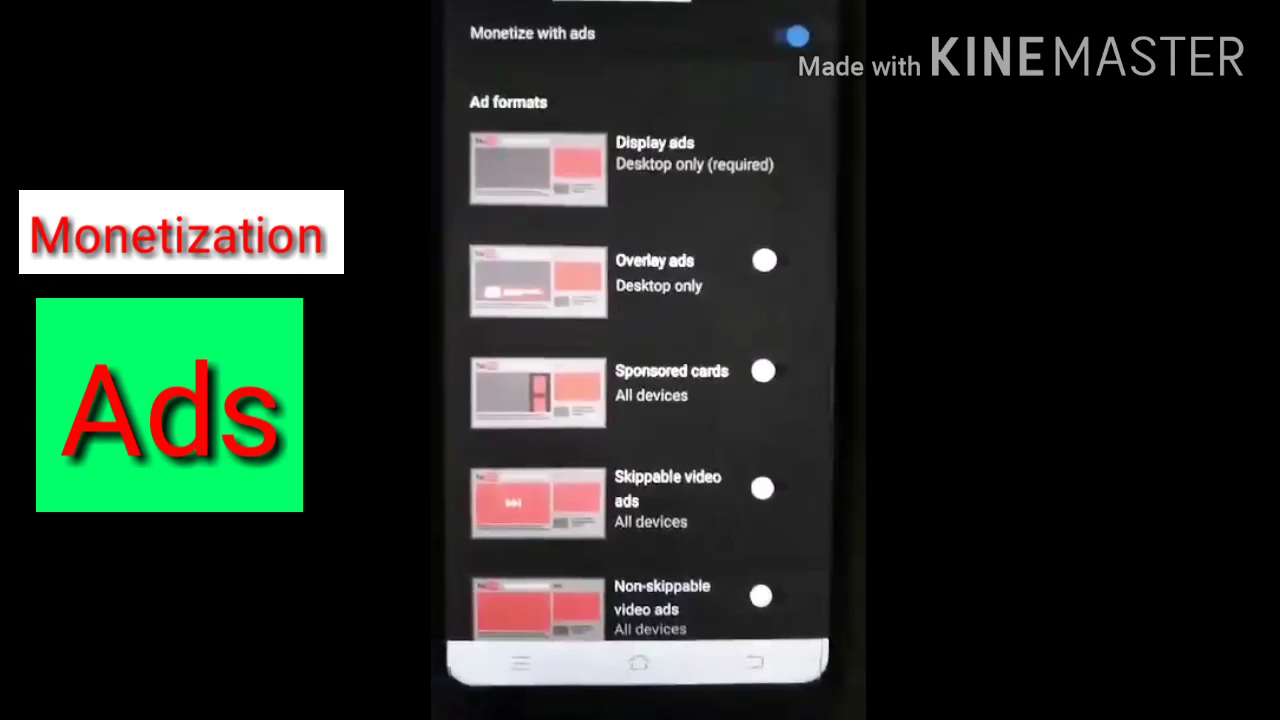 Monetize with ads
Made with KINEMASTER
Ad formats
Display ads
Desktop only (required)
Monetization
Overlay ads
Desktop only
Ads
Sponsored cards
All devices
Skippable video
ads
All devices
Non-skippable
video ads
All devices